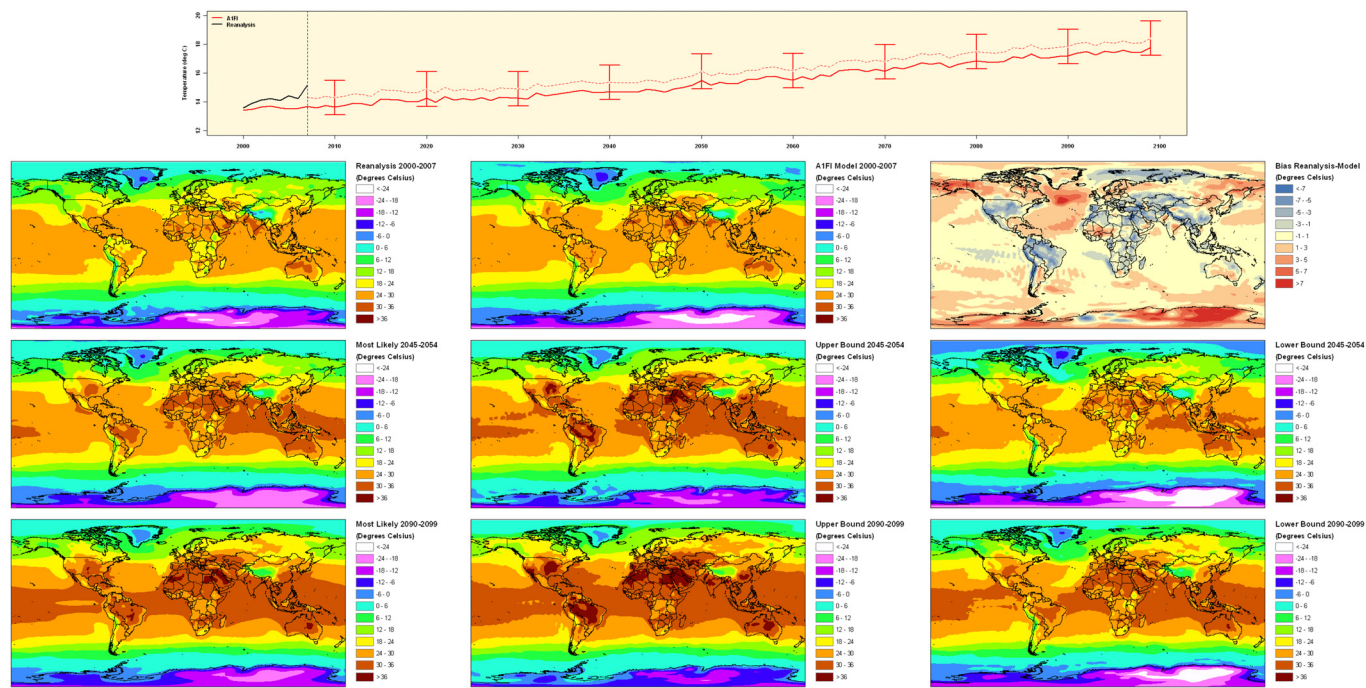 20
18
16
14
12
Temperature (deg C)
A1FI
Reanalysis
2000
2010
2020
2030
2040
2050
2060
2070
2090
2090
2100
Reanalysis 2000-2007
(Degrees Celsius)
<-24
-24 - -18
-18 - -12
-12 - -6
-6 - 0
0 - 6
6 - 12
12 - 18
18 - 24
24 - 30
30 - 36
>36
A1FI Model 2000-2007
(Degrees Celsius)
<-24
-24 - -18
-18 - -12
-12 - -6
-6 - 0
0 - 6
6 - 12
12 - 18
18 - 24
24 - 30
30 - 36
>36
Bias Reanalysis-Model
(Degrees Celsius)
<-7
-7 - -5
-5 - -3
-3 - -1
-1 - 1
1 - 3
3 - 5
5 - 7
>7
Most Likely 2045-2054
(Degrees Celsius)
<-24
-24 - -18
-18 - -12
-12 - -6
-6 - 0
0 - 6
6 - 12
12 - 18
18 - 24
24 - 30
30 - 36
>36
Upper Bound 2045-2054
(Degrees Celsius)
<-24
-24 - -18
-18 - -12
-12 - -6
-6 - 0
0 - 6
6 - 12
12 - 18
18 - 24
24 - 30
30 - 36
>36
Lower Bound 2045-2054
(Degrees Celsius)
<-24
-24 - -18
-18 - -12
-12 - -6
-6 - 0
0 - 6
6 - 12
12 - 18
18 - 24
24 - 30
30 - 36
>36
Most Likely 2090-2099
(Degrees Celsius)
<-24
-24 - -18
-18 - -12
-12 - -6
-6 - 0
0 - 6
6 - 12
12 - 18
18 - 24
24 - 30
30 - 36
>36
Upper Bound 2090-2099
(Degrees Celsius)
<-24
-24 - -18
-18 - -12
-12 - -6
-6 - 0
0 - 6
6 - 12
12 - 18
18 - 24
24 - 30
30 - 36
>36
Lower Bound 2090-2099
(Degrees Celsius)
<-24
-24 - -18
-18 - -12
-12 - -6
-6 - 0
0 - 6
6 - 12
12 - 18
18 - 24
24 - 30
30 - 36
>36